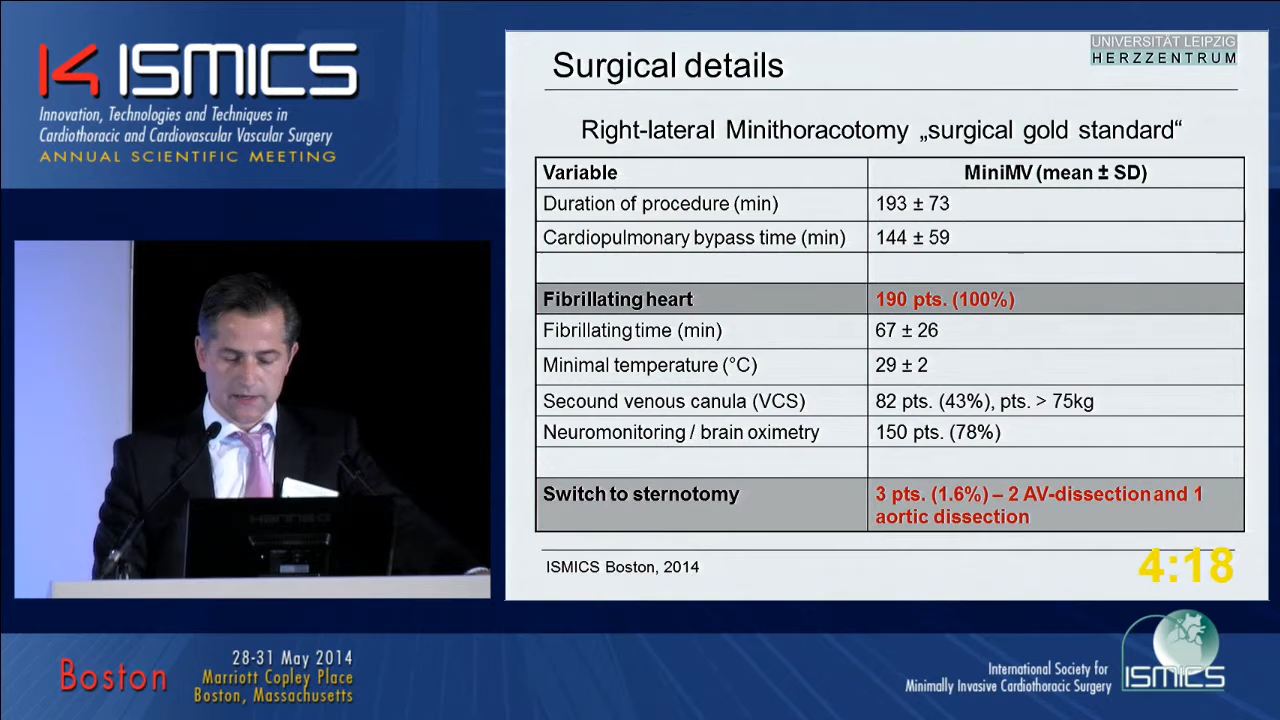 14 ISMICS
Innovation, Technologies and Techniques in
Cardiothoracic and Cardiovascular Vascular Surgery
ANNUAL SCIENTIFIC MEETING
UNIVERSITÄT LEIPZIG
HERZZENTRUM
Surgical details
Right-lateral Minithoracotomy „surgical gold standard“
Variable MiniMV (mean ± SD)
Duration of procedure (min) 193 ± 73
Cardiopulmonary bypass time (min) 144 ± 59
Fibrillating heart 190 pts. (100%)
Fibrillating time (min) 67 ± 26
Minimal temperature (°C) 29 ± 2
Secound venous canula (VCS) 82 pts. (43%), pts. > 75kg
Neuromonitoring / brain oximetry 150 pts. (78%)
Switch to sternotomy 3 pts. (1.6%) – 2 AV-dissection and 1
aortic dissection
ISMICS Boston, 2014
4:18
Boston
28-31 May 2014
Marriott Copley Place
Boston, Massachusetts
International Society for
Minimally Invasive Cardiothoracic Surgery
ISMICS